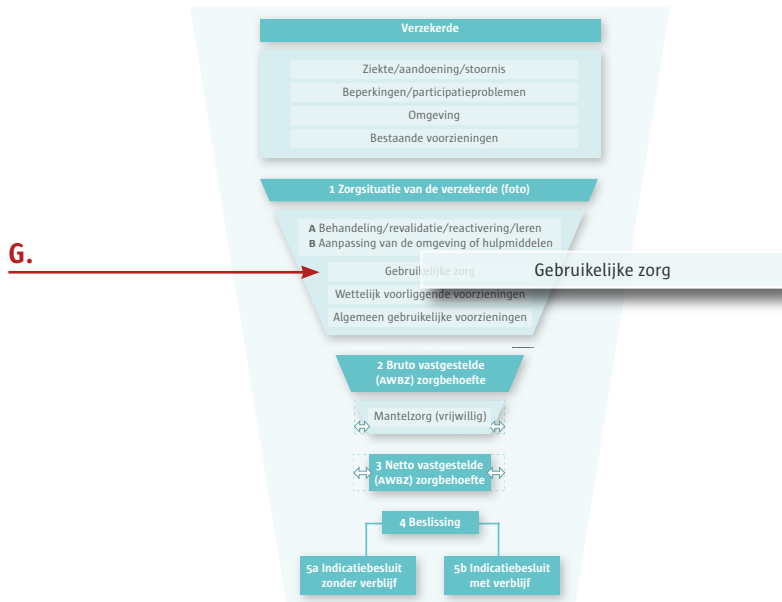 Verzekerde
Ziekte/aandoening/stoornis
Beperkingen/participatieproblemen
Omgeving
Bestaande voorzieningen
1 Zorgsituatie van de verzekerde (foto)
A Behandeling/revalidatie/reactivering/leren
B Aanpassing van de omgeving of hulpmiddelen
G.
Gebruikelijke zorg
Gebruikelijke zorg
Wettelijk voorliggende voorzieningen
Algemeen gebruikelijke voorzieningen
2 Bruto vastgestelde
(AWBZ) zorgbehoefte
Mantelzorg (vrijwillig)
3 Netto vastgestelde
(AWBZ) zorgbehoefte
4 Beslissing
5a Indicatiebesluit
zonder verblijf
5b Indicatiebesluit
met verblijf